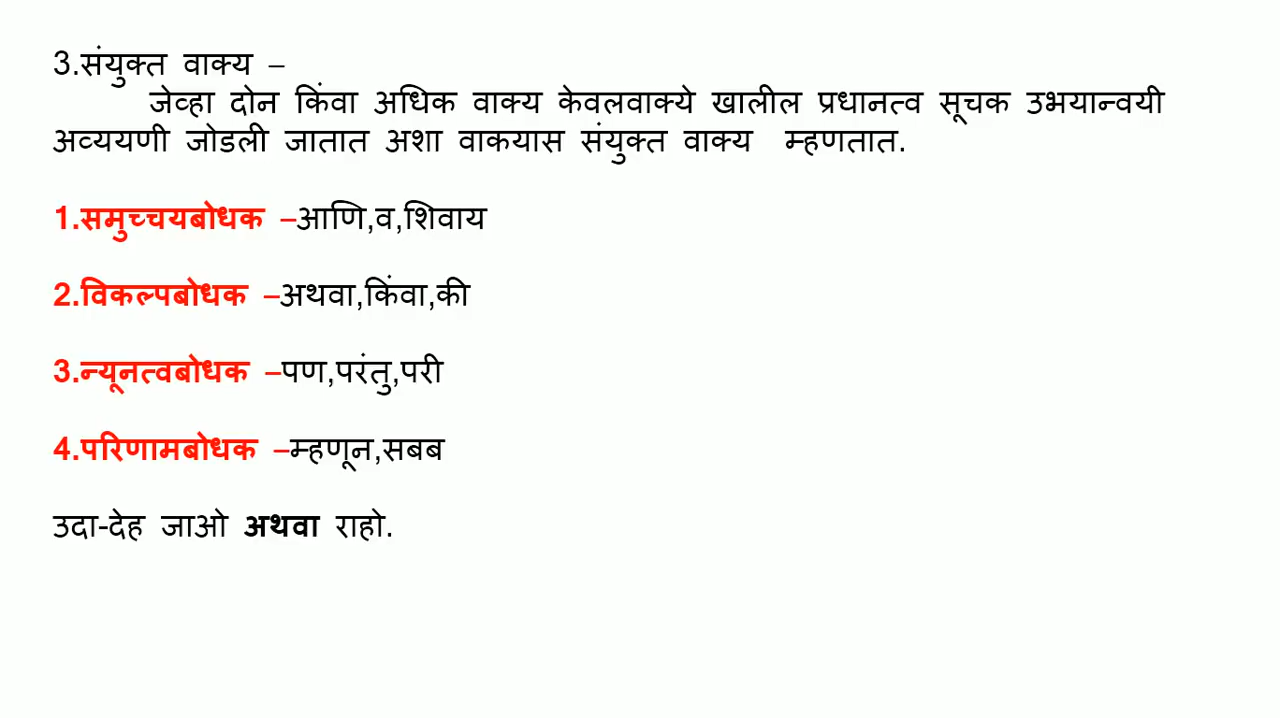 3.संयुक्त वाक्य –
जेव्हा दोन किंवा अधिक वाक्य केवलवाक्ये खालील प्रधानत्व सूचक उभयान्वयी
अव्ययणी जोडली जातात अशा वाकयास संयुक्त वाक्य म्हणतात.
1.समुच्चयबोधक –आणि,व,शिवाय
2.विकल्पबोधक –अथवा,किंवा,की
3.न्यूनत्वबोधक –पण,परंतु,परी
4.परिणामबोधक –म्हणून,सबब
उदा-देह जाओ अथवा राहो.